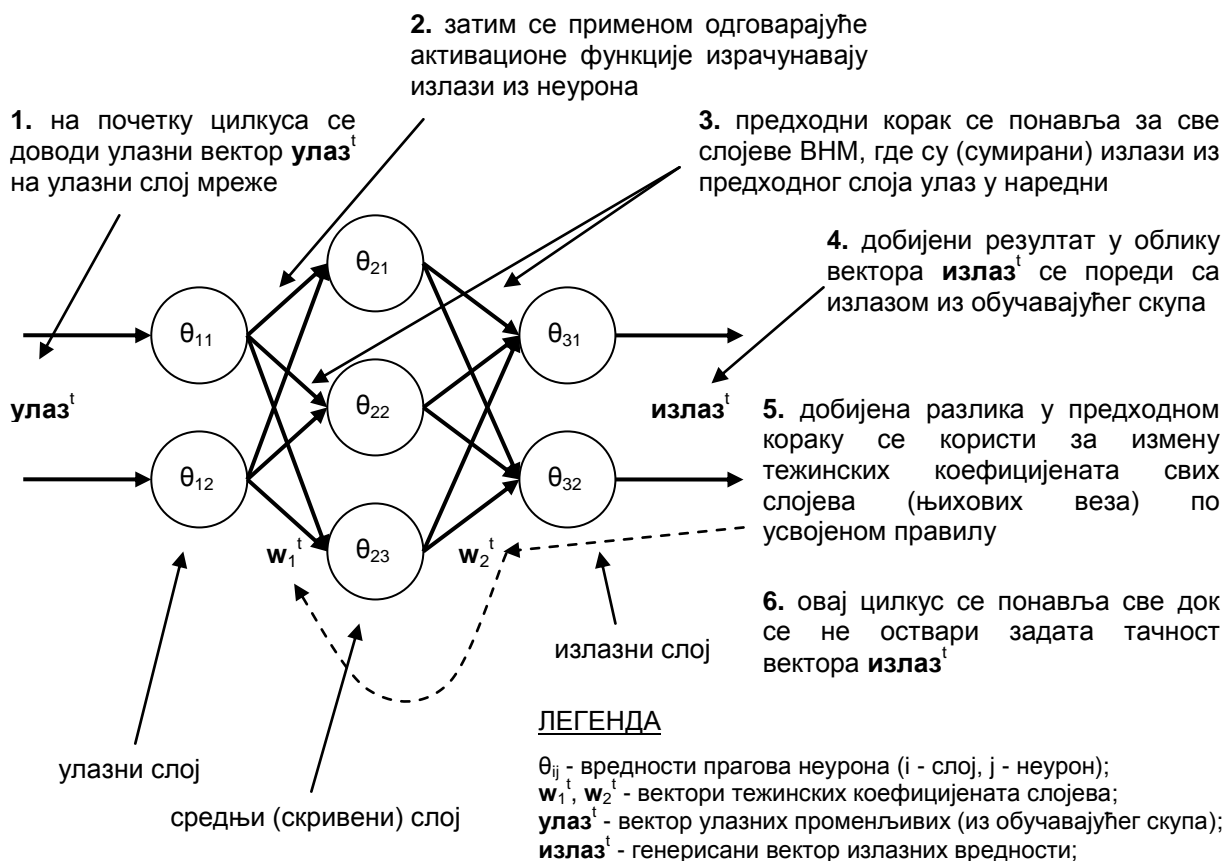 2. затим се применом одговарајуће
активационе функције израчунавају
излази из неурона
1. на почетку цилкуса се
доводи улазни вектор улаз^t
на улазни слој мреже
3. предходни корак се понавља за све
слојеве ВНМ, где су (сумирани) излази из
предходног слоја улаз у наредни
4. добијени резултат у облику
вектора излаз^t се пореди са
излазом из обучавајућег скупа
θ21
θ11
θ31
θ22
улаз^t
излаз^t
5. добијена разлика у предходном
кораку се користи за измену
тежинских коефицијената свих
слојева (њихових веза) по
усвојеном правилу
θ12
θ32
w1^t
θ23
w2^t
6. овај цилкус се понавља све док
се не оствари задата тачност
вектора излаз^t
излазни слој
улазни слој
средњи (скривени) слој
ЛЕГЕНДА
θij - вредности прагова неурона (i - слој, j - неурон);
w1^t, w2^t - вектори тежинских коефицијената слојева;
улаз^t - вектор улазних променљивих (из обучавајућег скупа);
излаз^t - генерисани вектор излазних вредности;